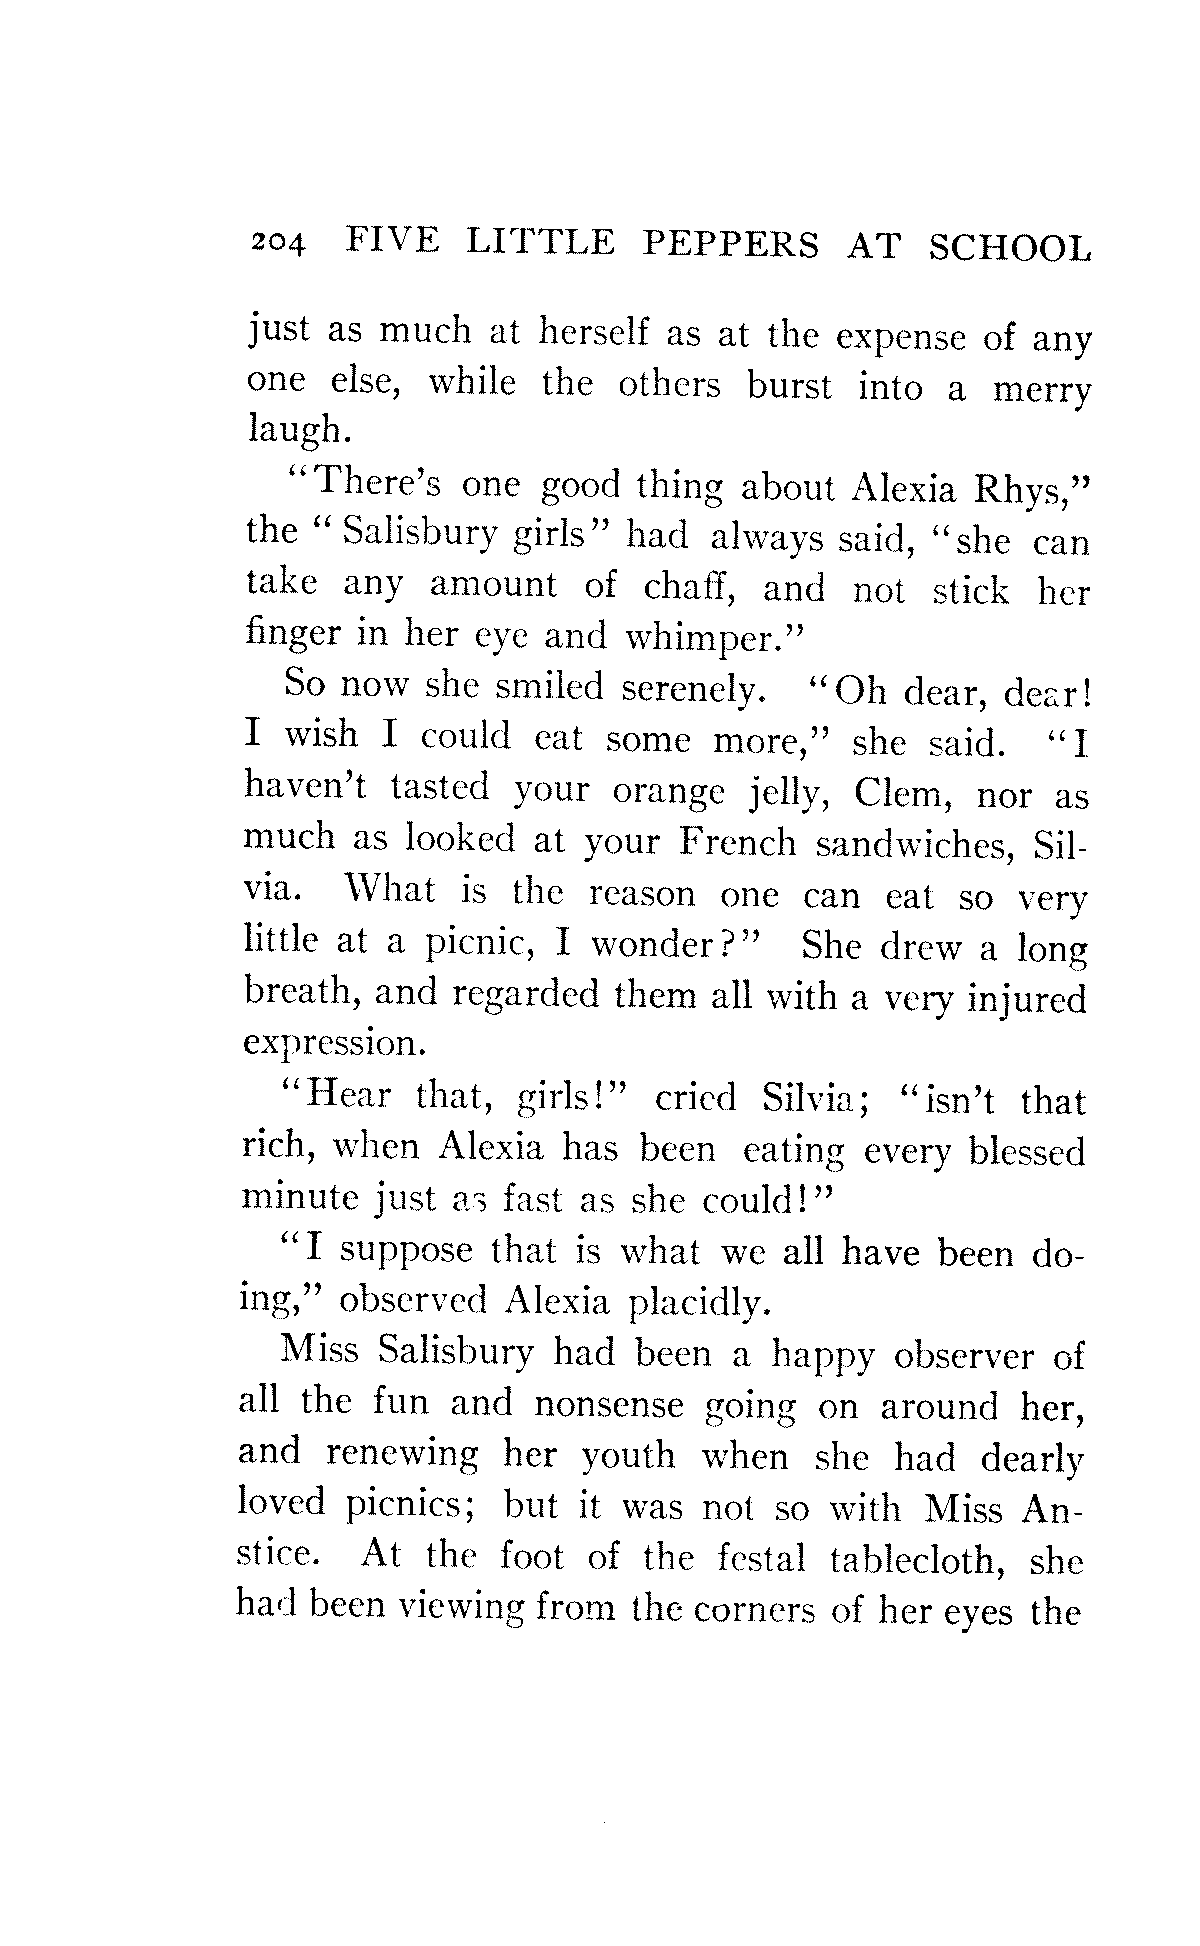 204 FIVE LITTLE PEPPERS AT SCHOOL
just as much at herself as at the expense of any
one else, while the others burst into a merry
laugh.
"There's one good thing about Alexia Rhys,"
the "Salisbury girls" had always said, "she can
take any amount of chaff, and not stick her
finger in her eye and whimper."
So now she smiled serenely. "Oh dear, dear!
I wish I could eat some more," she said. "I
haven't tasted your orange jelly, Clem, nor as
much as looked at your French sandwiches, Sil-
via. What is the reason one can eat so very
little at a picnic, I wonder?" She drew a long
breath, and regarded them all with a very injured
expression.
"Hear that, girls!" cried Silvia; "isn't that
rich, when Alexia has been eating every blessed
minute just as fast as she could!"
"I suppose that is what we all have been do-
ing," observed Alexia placidly.
Miss Salisbury had been a happy observer of
all the fun and nonsense going on around her,
and renewing her youth when she had dearly
loved picnics; but it was not so with Miss An-
stice. At the foot of the festal tablecloth, she
had been viewing from the corners of her eyes the